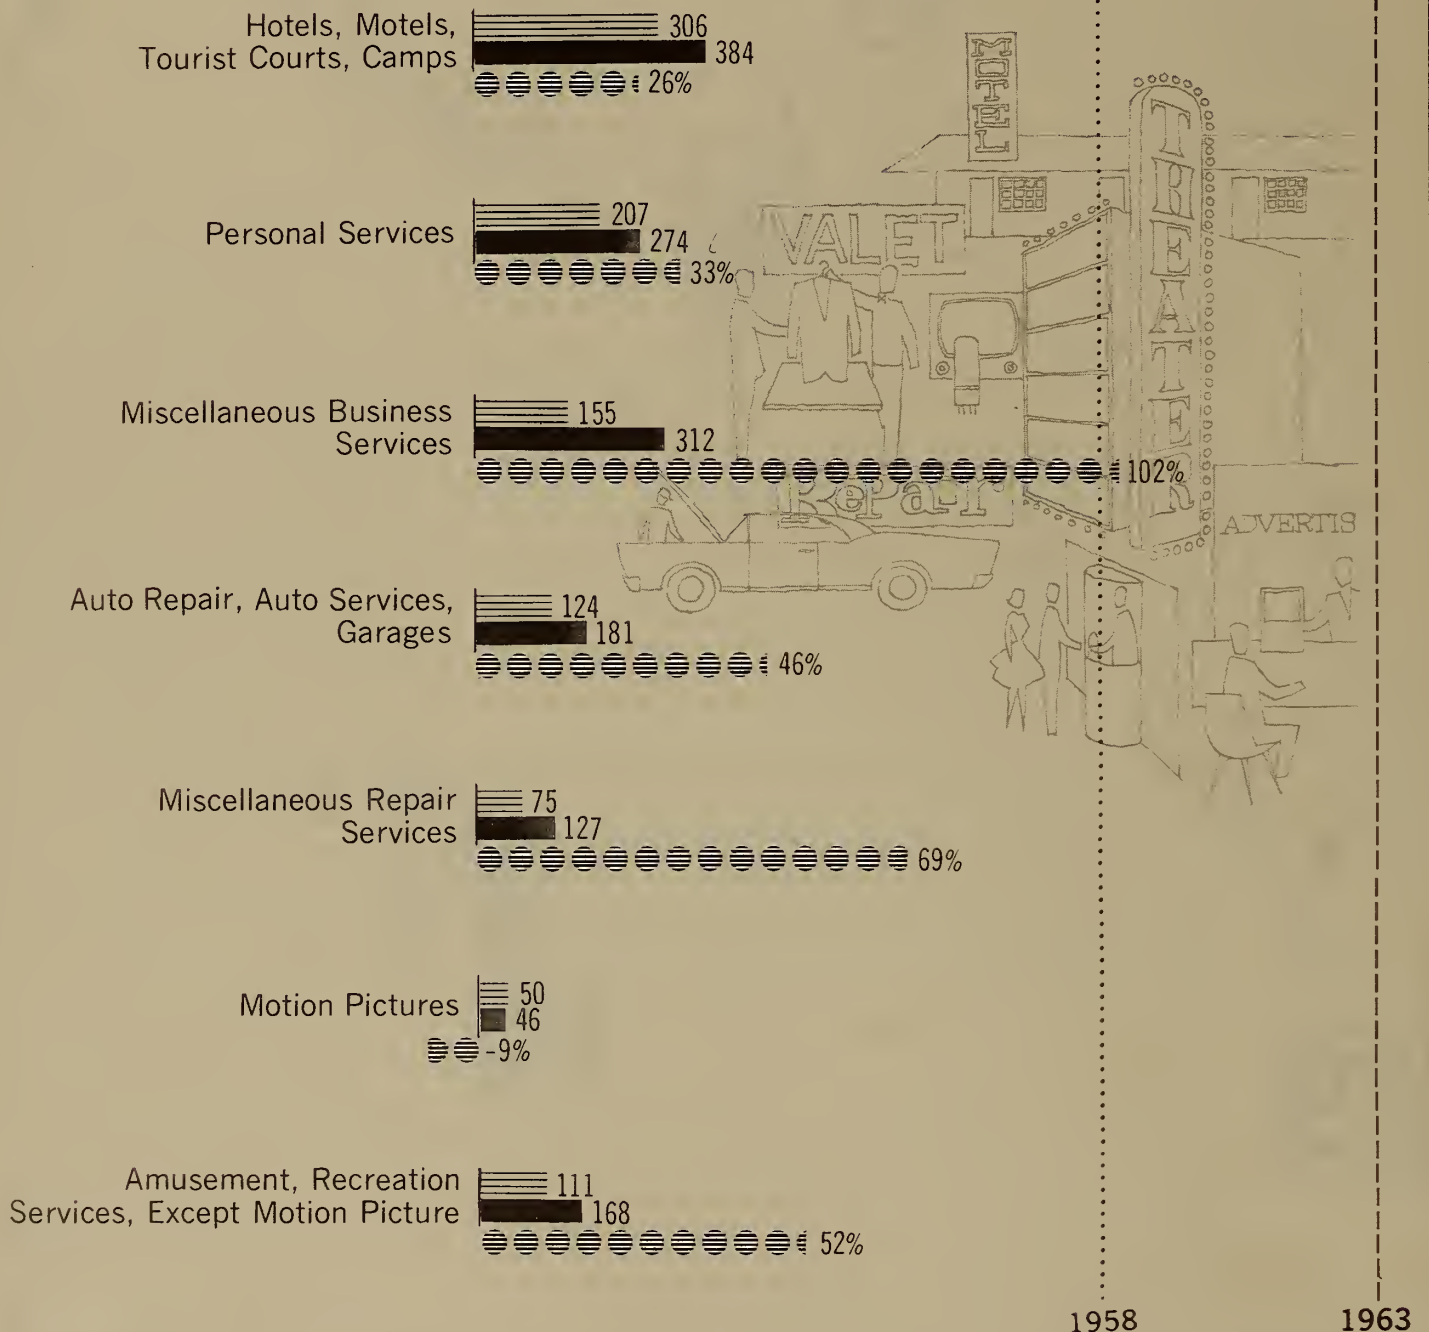 Hotels, Motels,
Tourist Courts, Camps
306
384
26%
MOTEL
THEATER
Personal Services
207
274
33%
VALET
Miscellaneous Business
Services
155
312
102%
Repair
ADVERTIS
Auto Repair, Auto Services,
Garages
124
181
46%
Miscellaneous Repair
Services
75
127
69%
Motion Pictures
50
46
-9%
Amusement, Recreation
Services, Except Motion Picture
111
168
52%
1958
1963